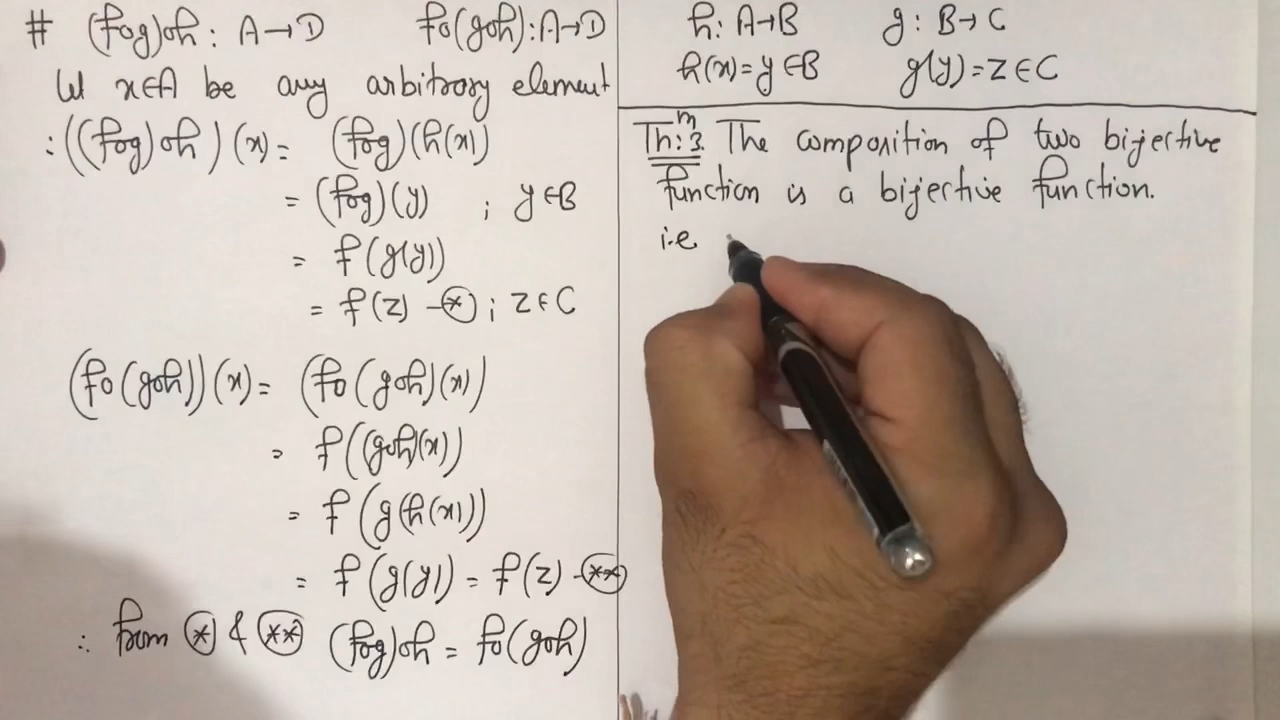 # (fog)oh : A→D fo(goh):A→D
Let x∈A be any arbitrary element
∴ ((fog)oh)(x) = (fog)(h(x))
= (fog)(y) ; y∈B
= f(g(y))
= f(z) -⊛ ; z∈C
(fo(goh))(x) = (fo(goh)(x)
= f((goh)(x))
= f(g(h(x))
= f(g(y)) = f(z) -(**)
∴ from (*) & (**) (fog)oh = fo(goh)
h: A→B g: B→C
h(x)=y∈B g(y)=z∈C
Th:3 m The composition of two bijective
function is a bijective function.
i.e